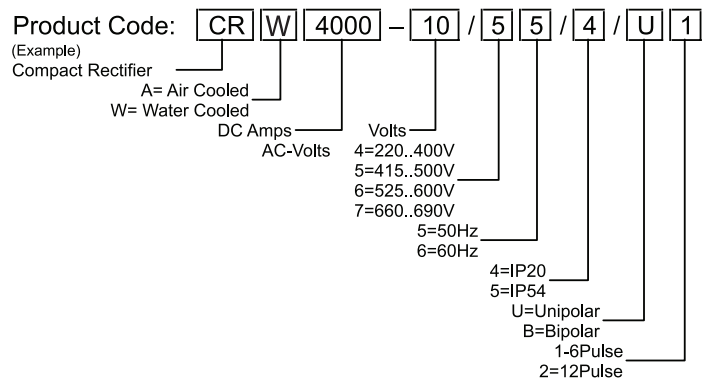 Product Code: CR W 4000 – 10 / 5 5 / 4 / U 1
(Example)
Compact Rectifier
A= Air Cooled
W= Water Cooled
DC Amps
Volts
AC-Volts
4=220..400V
5=415..500V
6=525..600V
7=660..690V
5=50Hz
6=60Hz
4=IP20
5=IP54
U=Unipolar
B=Bipolar
1-6Pulse
2=12Pulse